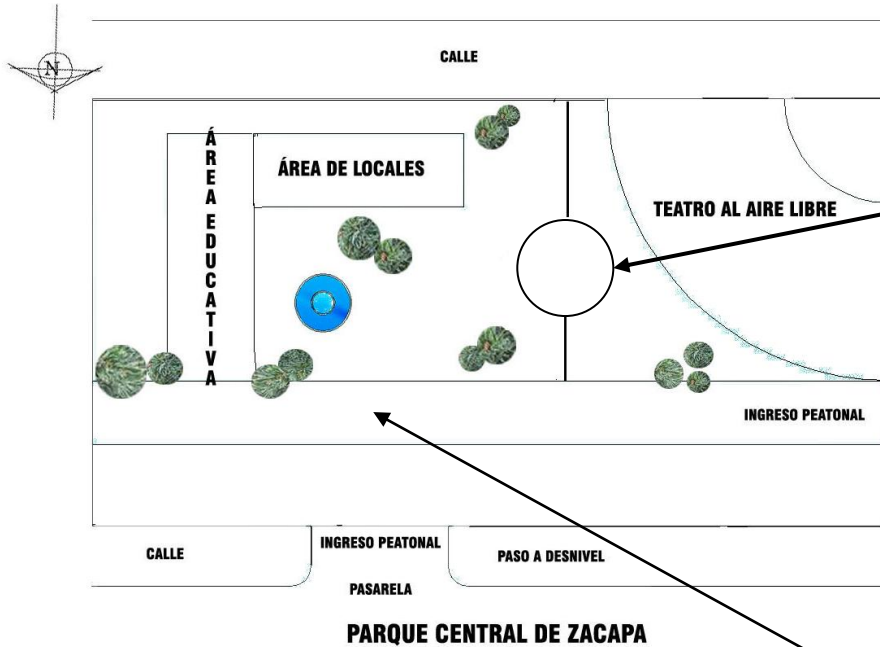 N
CALLE
ÁREA EDUCATIVA
ÁREA DE LOCALES
TEATRO AL AIRE LIBRE
INGRESO PEATONAL
CALLE
INGRESO PEATONAL
PASO A DESNIVEL
PASARELA
PARQUE CENTRAL DE ZACAPA